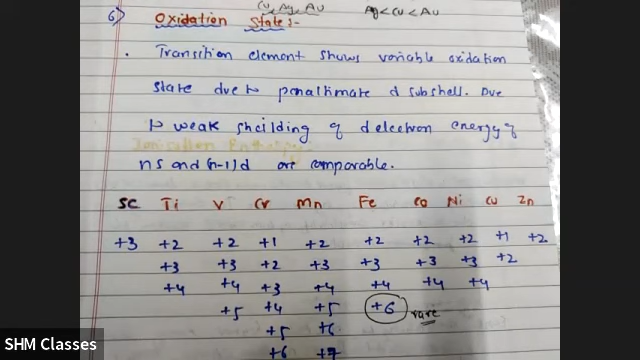 Cu, Ag, Au Ag<Cu<Au
6) Oxidation State :-
. Transition element shows variable oxidation
state due to penaltimate d subshell. Due
to weak sheilding of d electron energy of
ns and (n-1)d are comparable.
Sc Ti V Cr Mn Fe Co Ni Cu Zn
+3 +2 +2 +1 +2 +2 +2 +2 +1 +2
+3 +3 +2 +3 +3 +3 +3 +2
+4 +4 +3 +4 +4 +4 +4
+5 +4 +5 +6 rare
+5 +6
+6 +7
SHM Classes